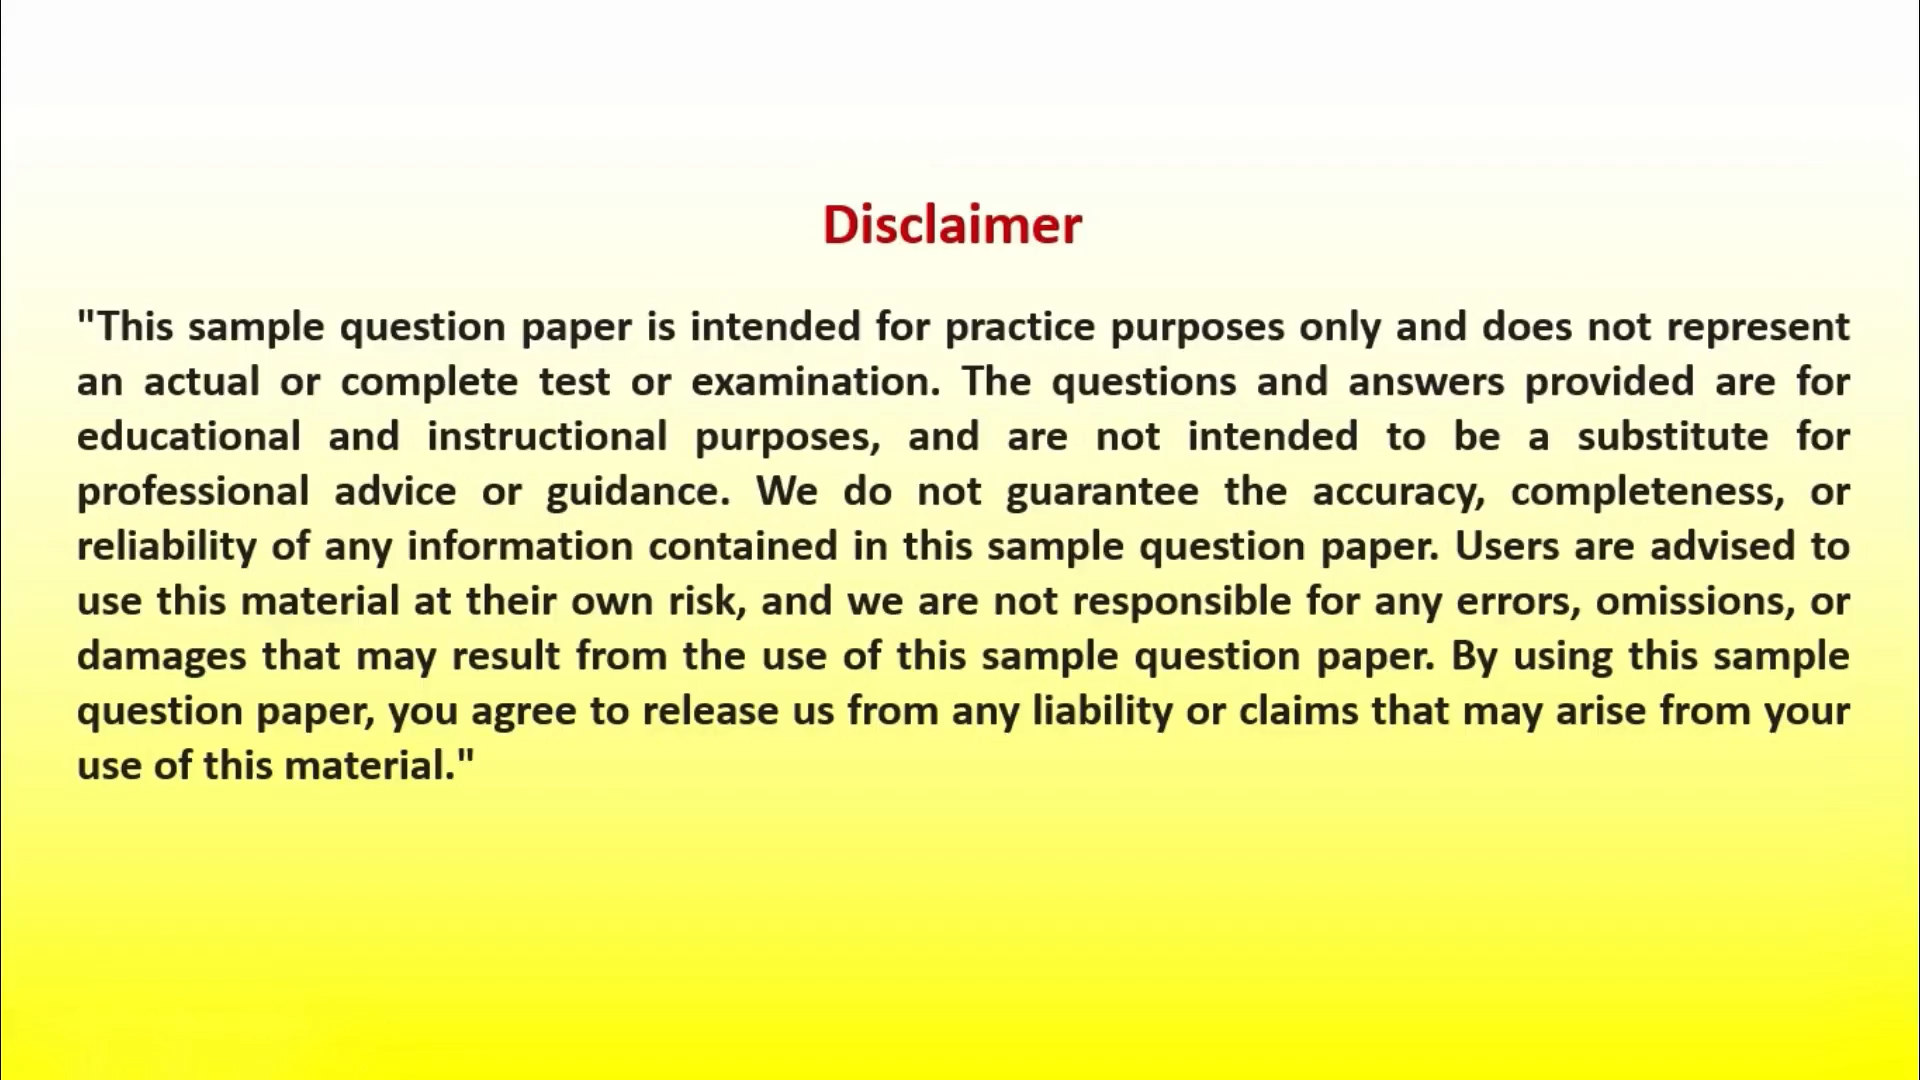 Disclaimer
"This sample question paper is intended for practice purposes only and does not represent
an actual or complete test or examination. The questions and answers provided are for
educational and instructional purposes, and are not intended to be a substitute for
professional advice or guidance. We do not guarantee the accuracy, completeness, or
reliability of any information contained in this sample question paper. Users are advised to
use this material at their own risk, and we are not responsible for any errors, omissions, or
damages that may result from the use of this sample question paper. By using this sample
question paper, you agree to release us from any liability or claims that may arise from your
use of this material."